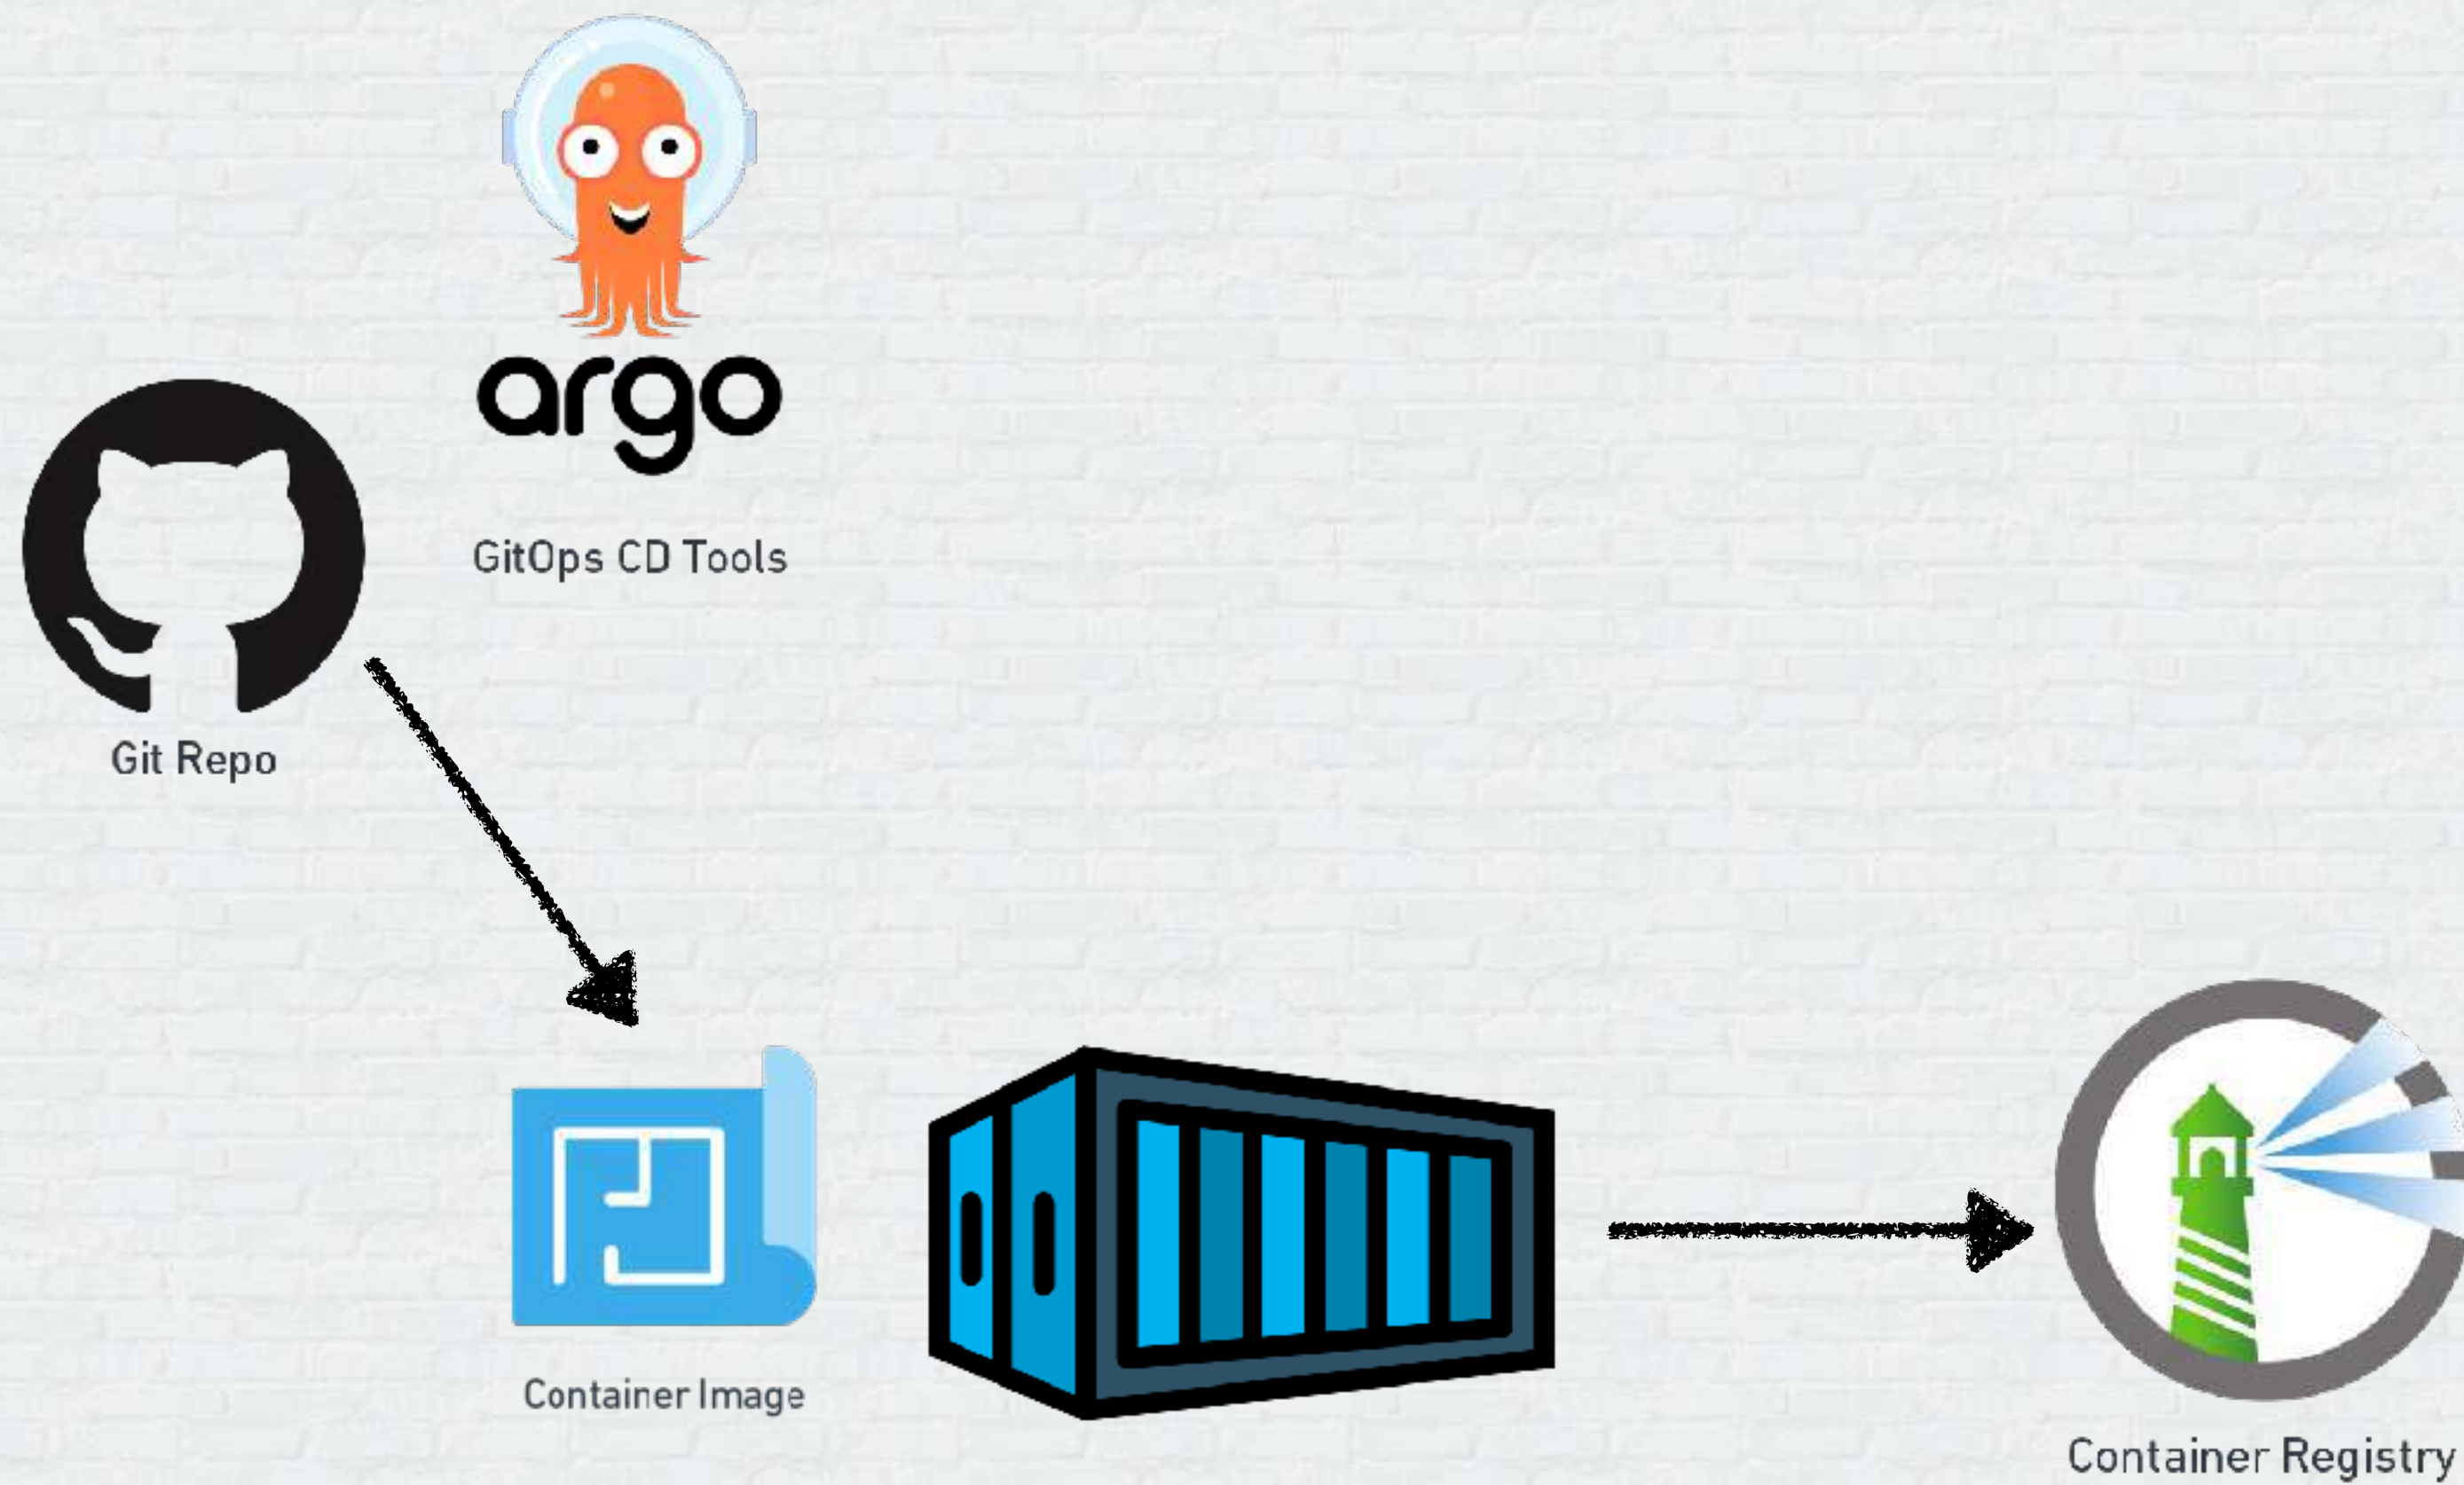 argo
GitOps CD Tools
Git Repo
Container Image
Container Registry